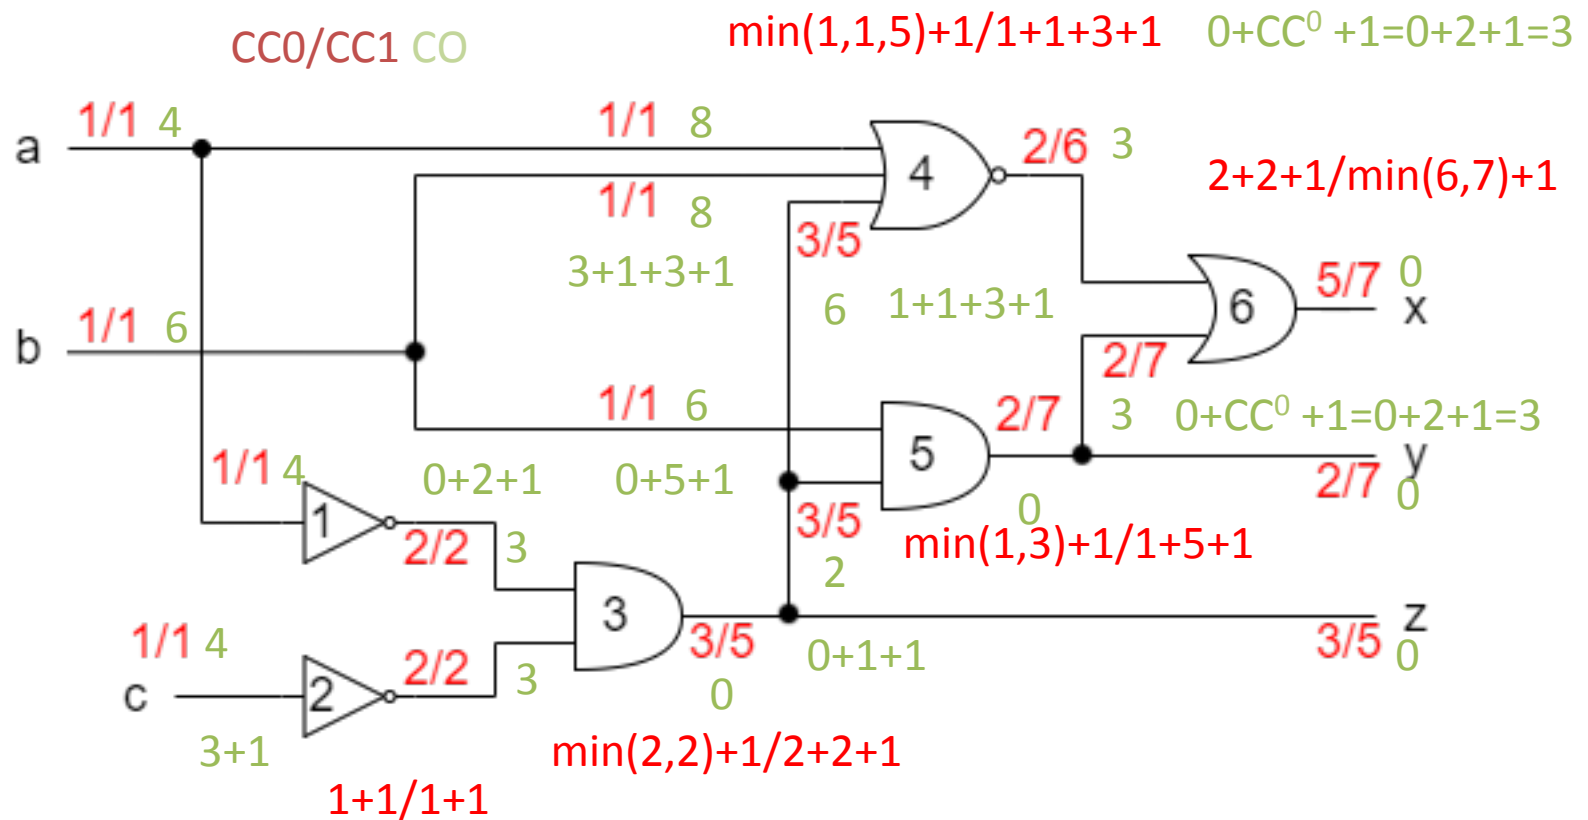 min(1,1,5)+1/1+1+3+1 0+CC⁰ +1=0+2+1=3
CC0/CC1 CO
a 1/1 4 1/1 8 4 2/6 3
1/1 8
2+2+1/min(6,7)+1
3/5
3+1+3+1
5/7 0
6 1+1+3+1 6 x
b 1/1 6
2/7
1/1 6 2/7 3 0+CC⁰ +1=0+2+1=3
5 y
1/1 4 0+2+1 0+5+1 2/7 0
1 3/5 0
2/2 3 min(1,3)+1/1+5+1
2
3 z
1/1 4 3/5 0+1+1 3/5 0
2/2 3 0
c 2
3+1 min(2,2)+1/2+2+1
1+1/1+1